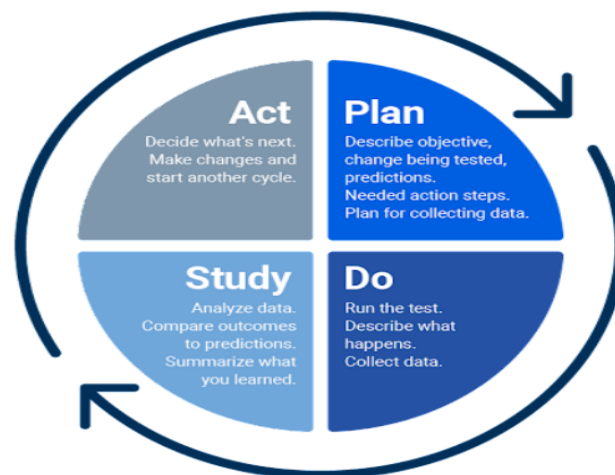 Act
Decide what's next.
Make changes and
start another cycle.
Plan
Describe objective,
change being tested,
predictions.
Needed action steps.
Plan for collecting data.
Study
Analyze data.
Compare outcomes
to predictions.
Summarize what
you learned.
Do
Run the test.
Describe what
happens.
Collect data.